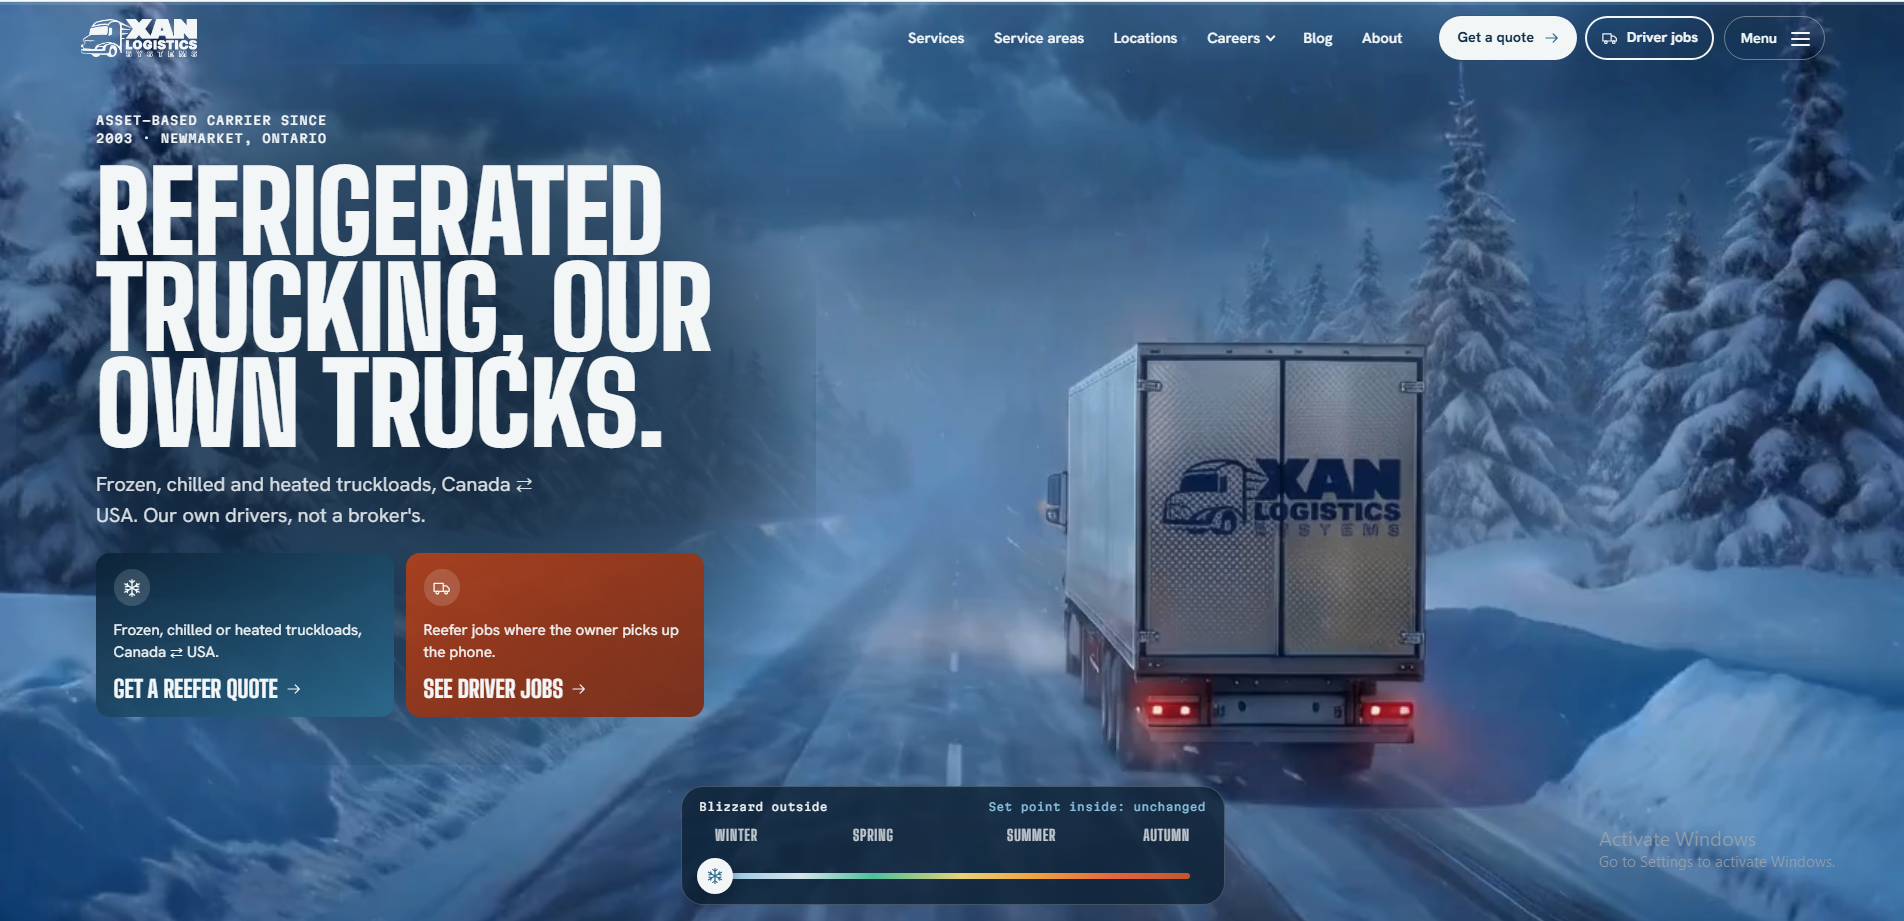 XAN
LOGISTICS
SYSTEMS
Services
Service areas
Locations
Careers
Blog
About
Get a quote →
Driver jobs
Menu
ASSET—BASED CARRIER SINCE
2003 · NEWMARKET, ONTARIO
REFRIGERATED
TRUCKING, OUR
OWN TRUCKS.
Frozen, chilled and heated truckloads, Canada ⇄
USA. Our own drivers, not a broker's.
Frozen, chilled or heated truckloads,
Canada ⇄ USA.
GET A REEFER QUOTE →
Reefer jobs where the owner picks up
the phone.
SEE DRIVER JOBS →
XAN
LOGISTICS
SYSTEMS
Blizzard outside
Set point inside: unchanged
WINTER
SPRING
SUMMER
AUTUMN
Activate Windows
Go to Settings to activate Windows.